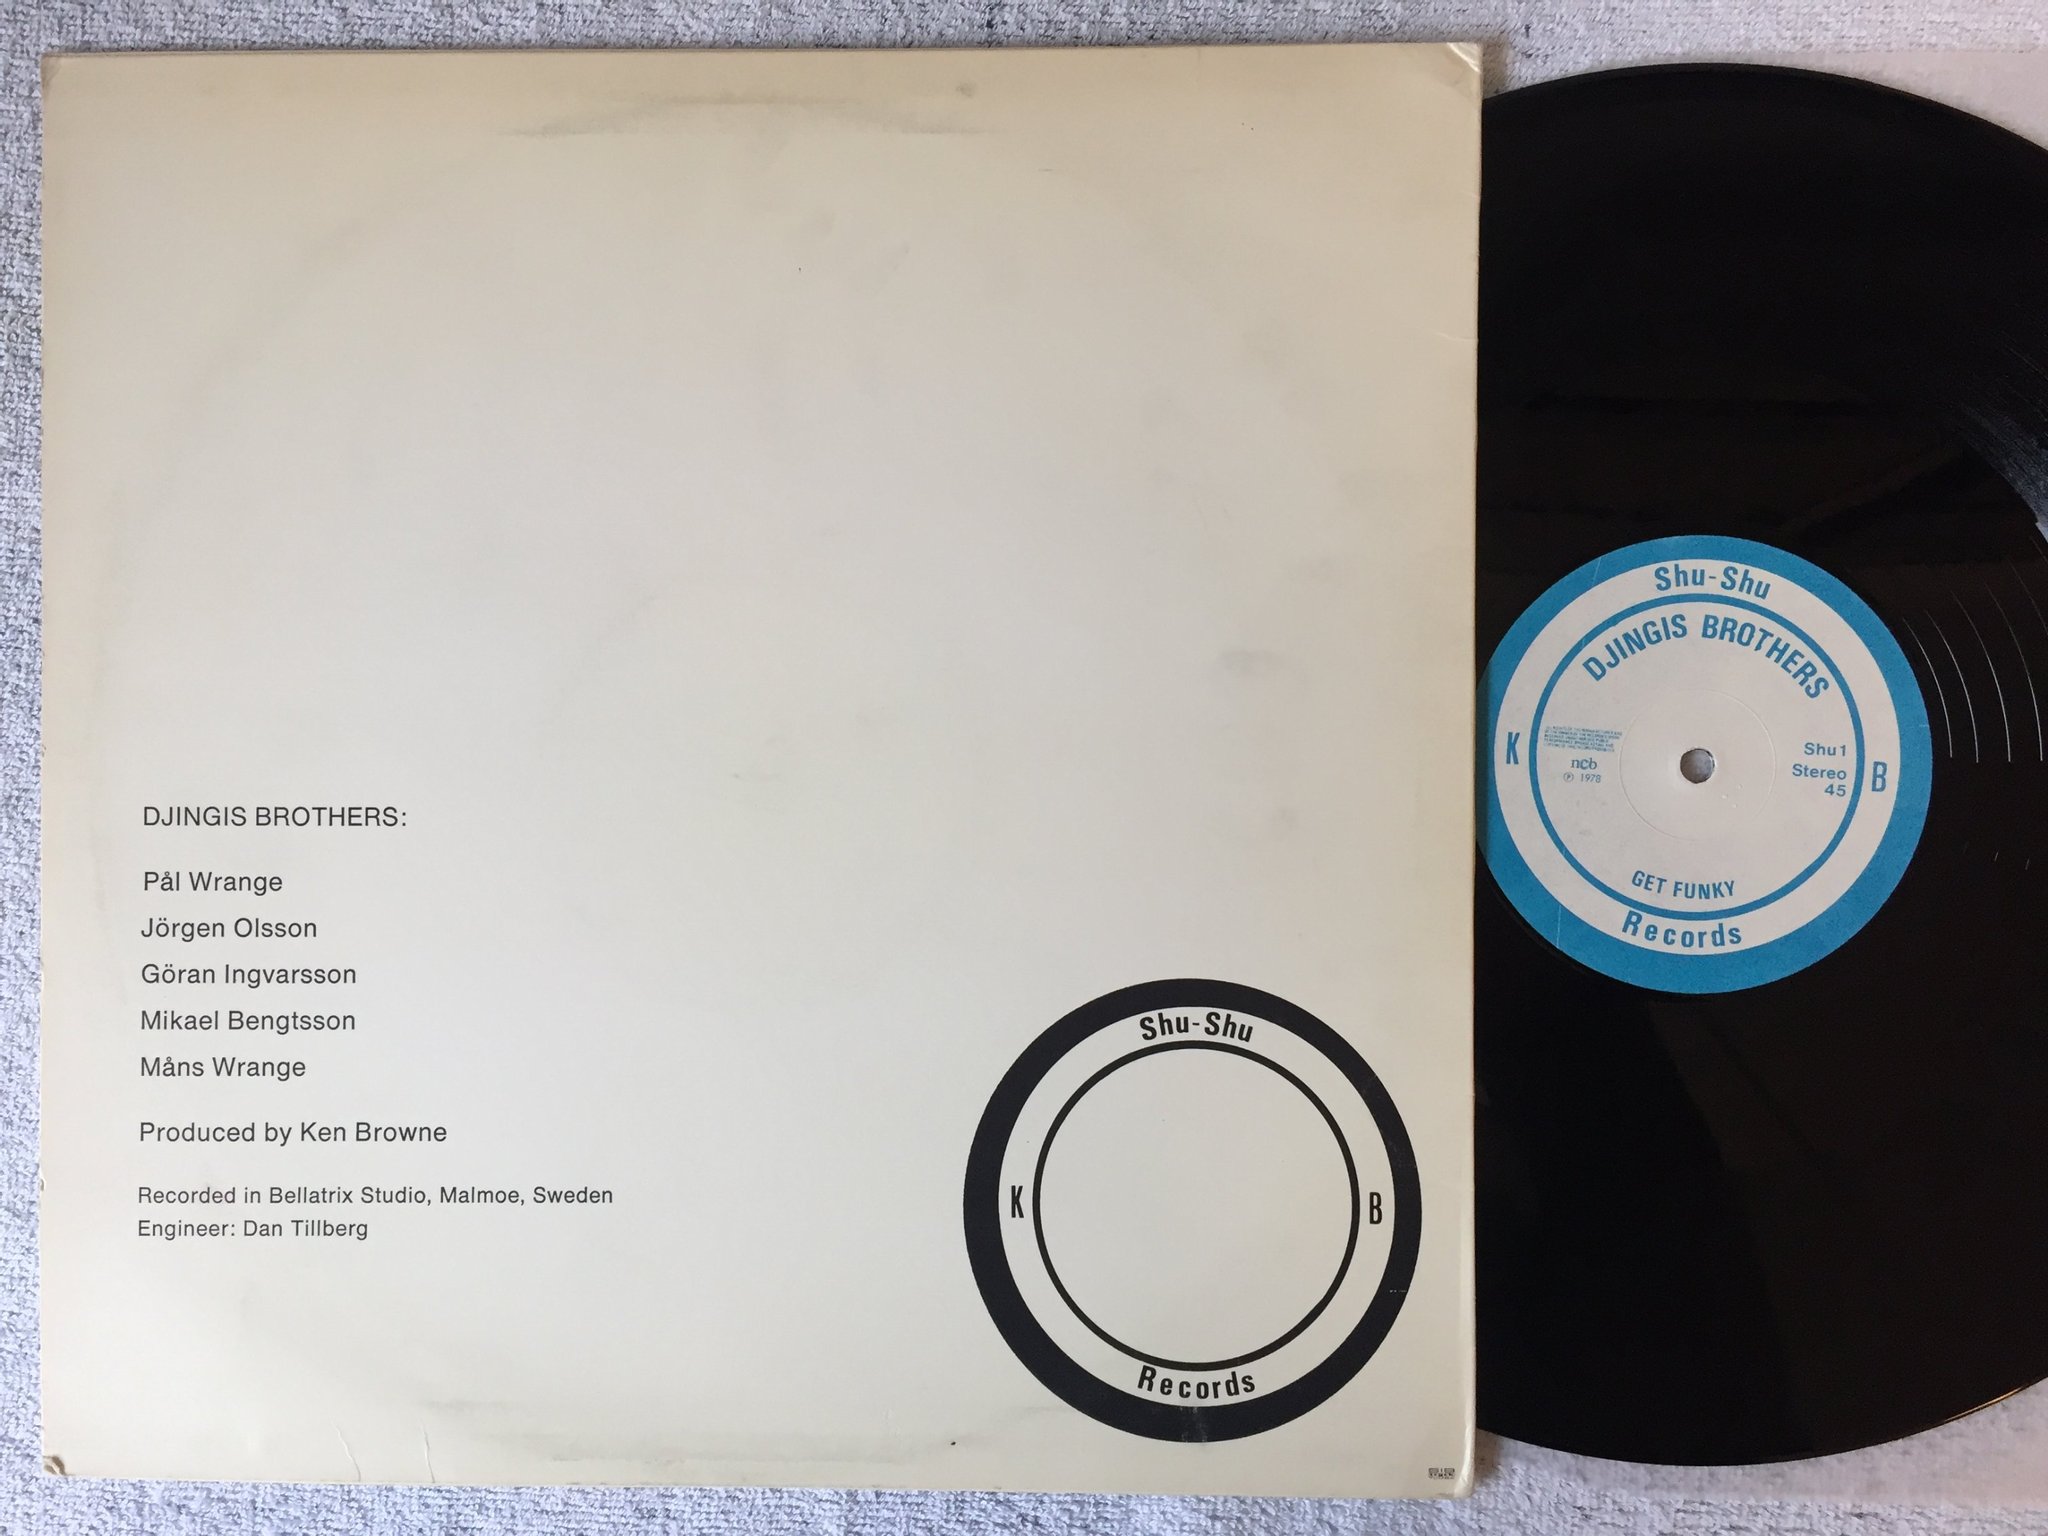 DJINGIS BROTHERS:
Pål Wrange
Jörgen Olsson
Göran Ingvarsson
Mikael Bengtsson
Måns Wrange
Produced by Ken Browne
Recorded in Bellatrix Studio, Malmoe, Sweden
Engineer: Dan Tillberg
Shu-Shu
K B
Records
Shu-Shu
DJINGIS BROTHERS
K B
ncb
℗ 1978
Shu 1
Stereo
45
GET FUNKY
Records